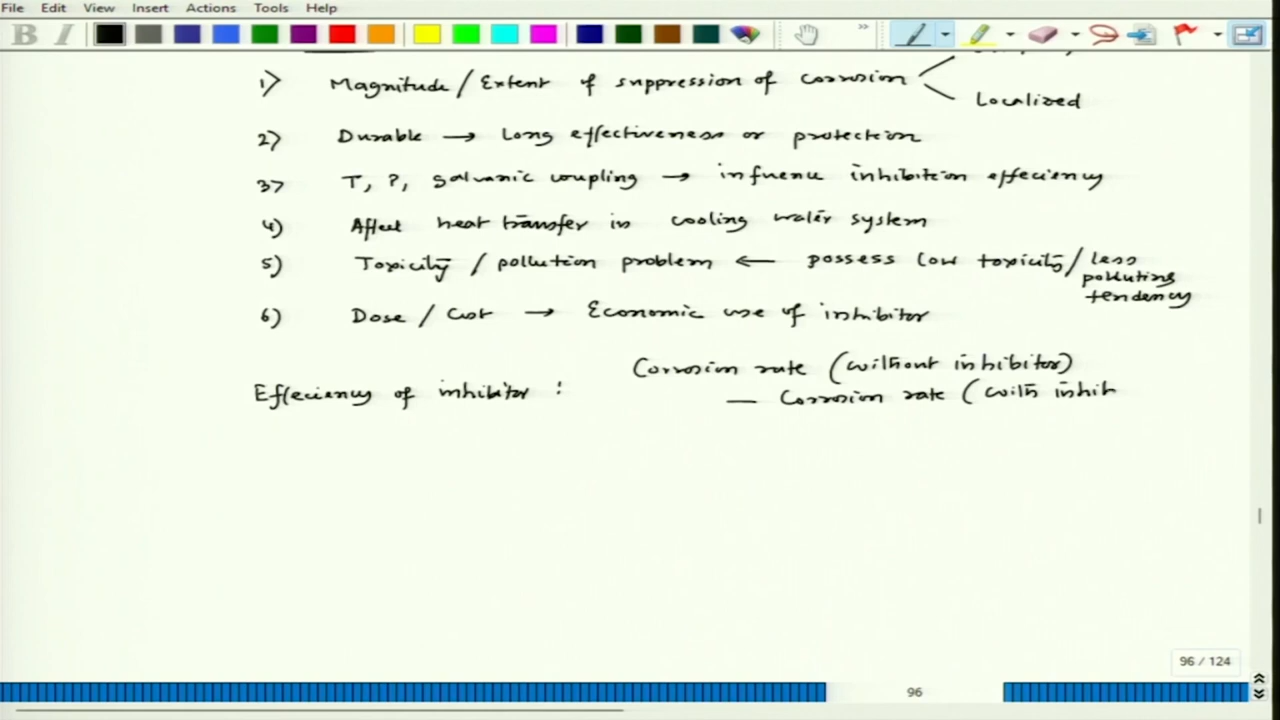 File Edit View Insert Actions Tools Help
B I
1) Magnitude / Extent of suppression of corrosion
Localized
2) Durable → Long effectiveness or protection
3) T, P, galvanic coupling → infuenu inhibition effeciency
4) Affect heat transfer in cooling water system
5) Toxicity / pollution problem ← possess low toxicity / less
polluting
tendency
6) Dose / Cost → Economic use of inhibitor
Corrosion rate (without inhibitor)
Effeciency of inhibitor :
— Corrosion rate (with inhib
96 / 124
96